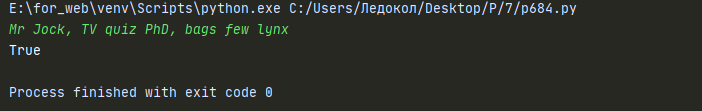 E:\for_web\venv\Scripts\python.exe C:/Users/Ледокол/Desktop/P/7/p684.py
Mr Jock, TV quiz PhD, bags few lynx
True
Process finished with exit code 0